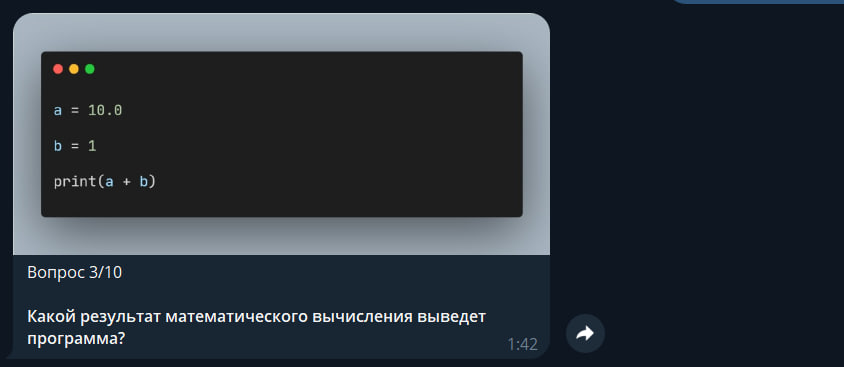 a = 10.0
b = 1
print(a + b)
Вопрос 3/10
Какой результат математического вычисления выведет
программа?
1:42